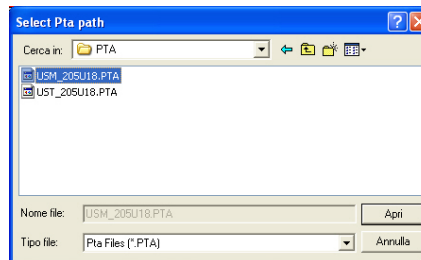 Select Pta path
Cerca in: PTA
USM_205U18.PTA
UST_205U18.PTA
Nome file: USM_205U18.PTA Apri
Tipo file: Pta Files (*.PTA) Annulla